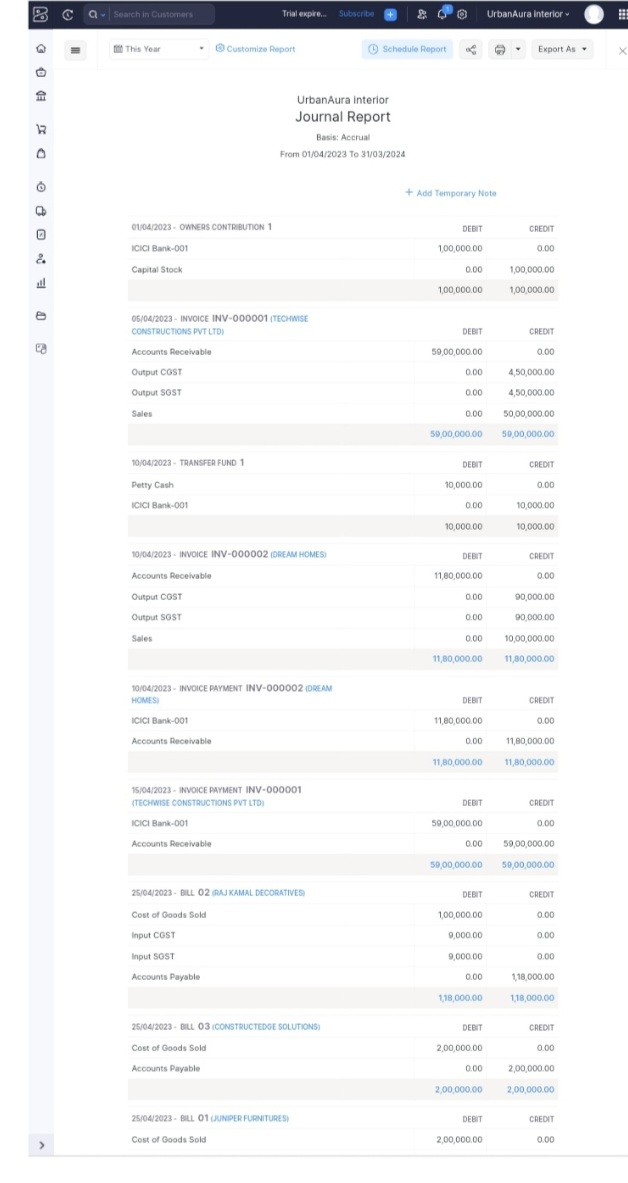 Search in Customers
Trial expire... Subscribe UrbanAura interior
This Year Customize Report Schedule Report Export As
UrbanAura interior
Journal Report
Basis: Accrual
From 01/04/2023 To 31/03/2024
+ Add Temporary Note
01/04/2023 - OWNERS CONTRIBUTION 1 DEBIT CREDIT
ICICI Bank-001 1,00,000.00 0.00
Capital Stock 0.00 1,00,000.00
1,00,000.00 1,00,000.00
05/04/2023 - INVOICE INV-000001 (TECHWISE
CONSTRUCTIONS PVT LTD) DEBIT CREDIT
Accounts Receivable 59,00,000.00 0.00
Output CGST 0.00 4,50,000.00
Output SGST 0.00 4,50,000.00
Sales 0.00 50,00,000.00
59,00,000.00 59,00,000.00
10/04/2023 - TRANSFER FUND 1 DEBIT CREDIT
Petty Cash 10,000.00 0.00
ICICI Bank-001 0.00 10,000.00
10,000.00 10,000.00
10/04/2023 - INVOICE INV-000002 (DREAM HOMES) DEBIT CREDIT
Accounts Receivable 11,80,000.00 0.00
Output CGST 0.00 90,000.00
Output SGST 0.00 90,000.00
Sales 0.00 10,00,000.00
11,80,000.00 11,80,000.00
10/04/2023 - INVOICE PAYMENT INV-000002 (DREAM
HOMES) DEBIT CREDIT
ICICI Bank-001 11,80,000.00 0.00
Accounts Receivable 0.00 11,80,000.00
11,80,000.00 11,80,000.00
15/04/2023 - INVOICE PAYMENT INV-000001
(TECHWISE CONSTRUCTIONS PVT LTD) DEBIT CREDIT
ICICI Bank-001 59,00,000.00 0.00
Accounts Receivable 0.00 59,00,000.00
59,00,000.00 59,00,000.00
25/04/2023 - BILL 02 (RAJ KAMAL DECORATIVES) DEBIT CREDIT
Cost of Goods Sold 1,00,000.00 0.00
Input CGST 9,000.00 0.00
Input SGST 9,000.00 0.00
Accounts Payable 0.00 1,18,000.00
1,18,000.00 1,18,000.00
25/04/2023 - BILL 03 (CONSTRUCTEDGE SOLUTIONS) DEBIT CREDIT
Cost of Goods Sold 2,00,000.00 0.00
Accounts Payable 0.00 2,00,000.00
2,00,000.00 2,00,000.00
25/04/2023 - BILL 01 (JUNIPER FURNITURES) DEBIT CREDIT
Cost of Goods Sold 2,00,000.00 0.00